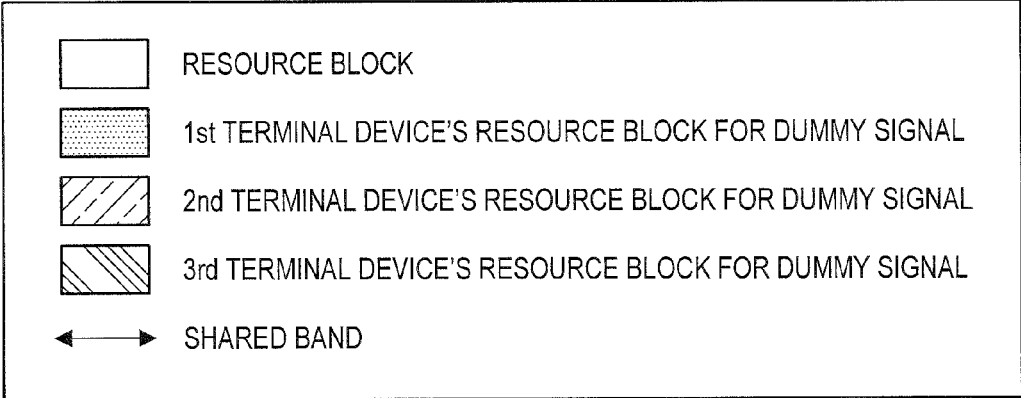 RESOURCE BLOCK
1st TERMINAL DEVICE'S RESOURCE BLOCK FOR DUMMY SIGNAL
2nd TERMINAL DEVICE'S RESOURCE BLOCK FOR DUMMY SIGNAL
3rd TERMINAL DEVICE'S RESOURCE BLOCK FOR DUMMY SIGNAL
SHARED BAND